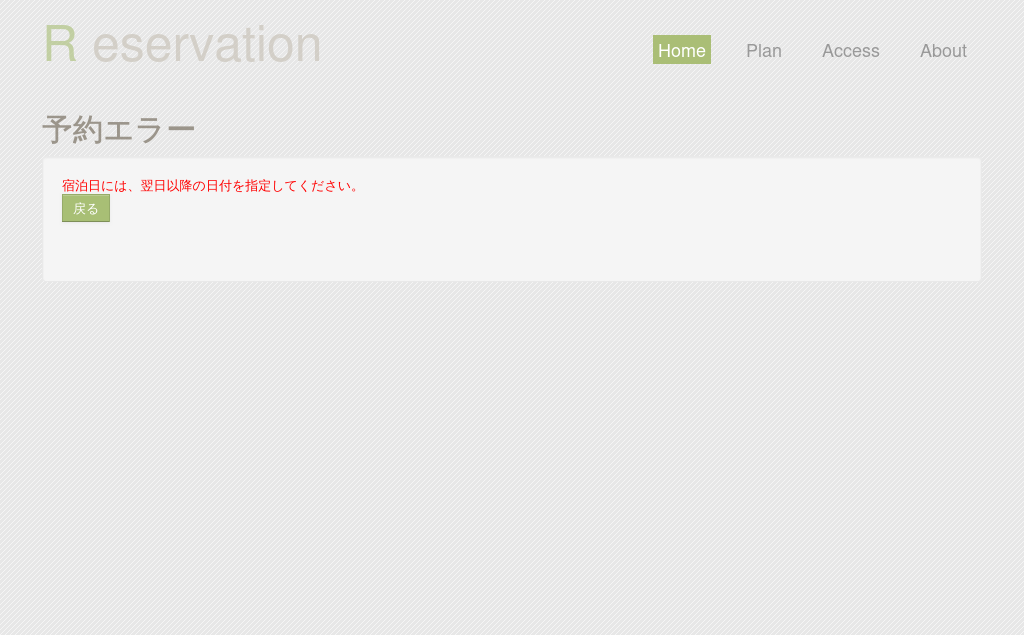 R eservation
Home Plan Access About
予約エラー
宿泊日には、翌日以降の日付を指定してください。
戻る